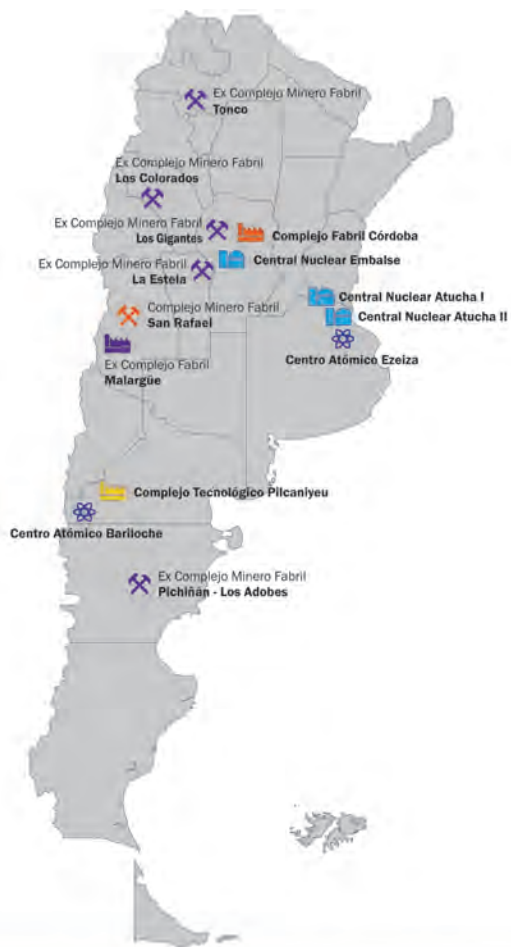 Ex Complejo Minero Fabril
Tonco
Ex Complejo Minero Fabril
Los Colorados
Ex Complejo Minero Fabril
Los Gigantes
Complejo Fabril Córdoba
Ex Complejo Minero Fabril
La Estela
Central Nuclear Embalse
Central Nuclear Atucha I
Central Nuclear Atucha II
Complejo Minero Fabril
San Rafael
Centro Atómico Ezeiza
Ex Complejo Fabril
Malargüe
Complejo Tecnológico Pilcaniyeu
Centro Atómico Bariloche
Ex Complejo Minero Fabril
Pichiñán - Los Adobes